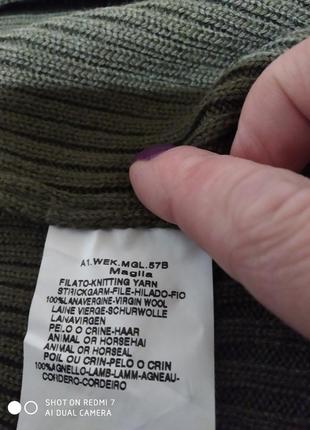 A1.WEK.MGL.57B
Maglia
FILATO-KNITTING YARN
STRICKGARM-FILE-HILADO-FIO
100%LANAVERGINE-VIRGIN WOOL
LAINE VIERGE-SCHURWOLLE
LANAVIRGEN
PELO O CRINE-HAAR
ANIMAL OR HORSEHAI
ANIMAL OR HORSEAL
POIL OU CRIN-PELO O CRIN
100%AGNELLO-LAMB-LAMM-AGNEAU-
CORDERO-CORDEIRO
SHOT ON REDMI 7
AI DUAL CAMERA